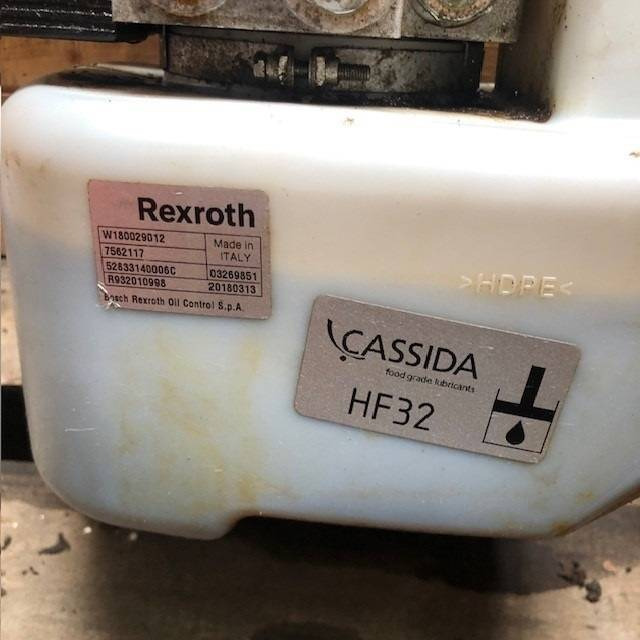 Rexroth
W180029012
7562117
Made in
ITALY
52833140006C 03269851
R932010998 20180313
Bosch Rexroth Oil Control S.p.A.
>HDPE<
CASSIDA
food grade lubricants
HF32